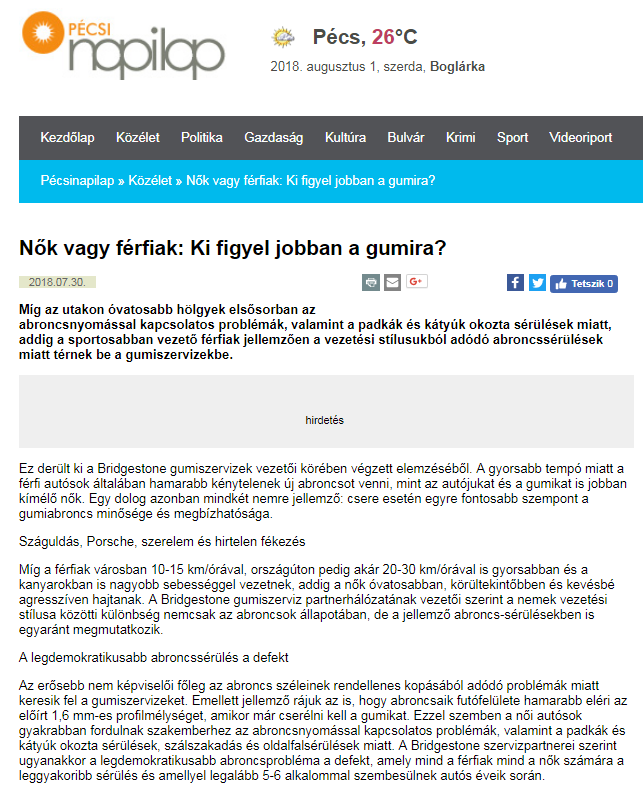 PÉCSI
napilap
Pécs, 26°C
2018. augusztus 1, szerda, Boglárka
Kezdőlap Közélet Politika Gazdaság Kultúra Bulvár Krimi Sport Videoriport
Pécsinapilap » Közélet » Nők vagy férfiak: Ki figyel jobban a gumira?
Nők vagy férfiak: Ki figyel jobban a gumira?
2018.07.30.
G+
Tetszik 0
Míg az utakon óvatosabb hölgyek elsősorban az
abroncsnyomással kapcsolatos problémák, valamint a padkák és kátyúk okozta sérülések miatt,
addig a sportosabban vezető férfiak jellemzően a vezetési stílusukból adódó abroncssérülések
miatt térnek be a gumiszervizekbe.
hirdetés
Ez derült ki a Bridgestone gumiszervizek vezetői körében végzett elemzéséből. A gyorsabb tempó miatt a
férfi autósok általában hamarabb kénytelenek új abroncsot venni, mint az autójukat és a gumikat is jobban
kímélő nők. Egy dolog azonban mindkét nemre jellemző: csere esetén egyre fontosabb szempont a
gumiabroncs minősége és megbízhatósága.
Száguldás, Porsche, szerelem és hirtelen fékezés
Míg a férfiak városban 10-15 km/órával, országúton pedig akár 20-30 km/órával is gyorsabban és a
kanyarokban is nagyobb sebességgel vezetnek, addig a nők óvatosabban, körültekintőbben és kevésbé
agresszíven hajtanak. A Bridgestone gumiszerviz partnerhálózatának vezetői szerint a nemek vezetési
stílusa közötti különbség nemcsak az abroncsok állapotában, de a jellemző abroncs-sérülésekben is
egyaránt megmutatkozik.
A legdemokratikusabb abroncssérülés a defekt
Az erősebb nem képviselői főleg az abroncs széleinek rendellenes kopásából adódó problémák miatt
keresik fel a gumiszervizeket. Emellett jellemző rájuk az is, hogy abroncsaik futófelülete hamarabb eléri az
előírt 1,6 mm-es profilmélységet, amikor már cserélni kell a gumikat. Ezzel szemben a női autósok
gyakrabban fordulnak szakemberhez az abroncsnyomással kapcsolatos problémák, valamint a padkák és
kátyúk okozta sérülések, szálszakadás és oldalfalsérülések miatt. A Bridgestone szervizpartnerei szerint
ugyanakkor a legdemokratikusabb abroncsprobléma a defekt, amely mind a férfiak mind a nők számára a
leggyakoribb sérülés és amellyel legalább 5-6 alkalommal szembesülnek autós éveik során.